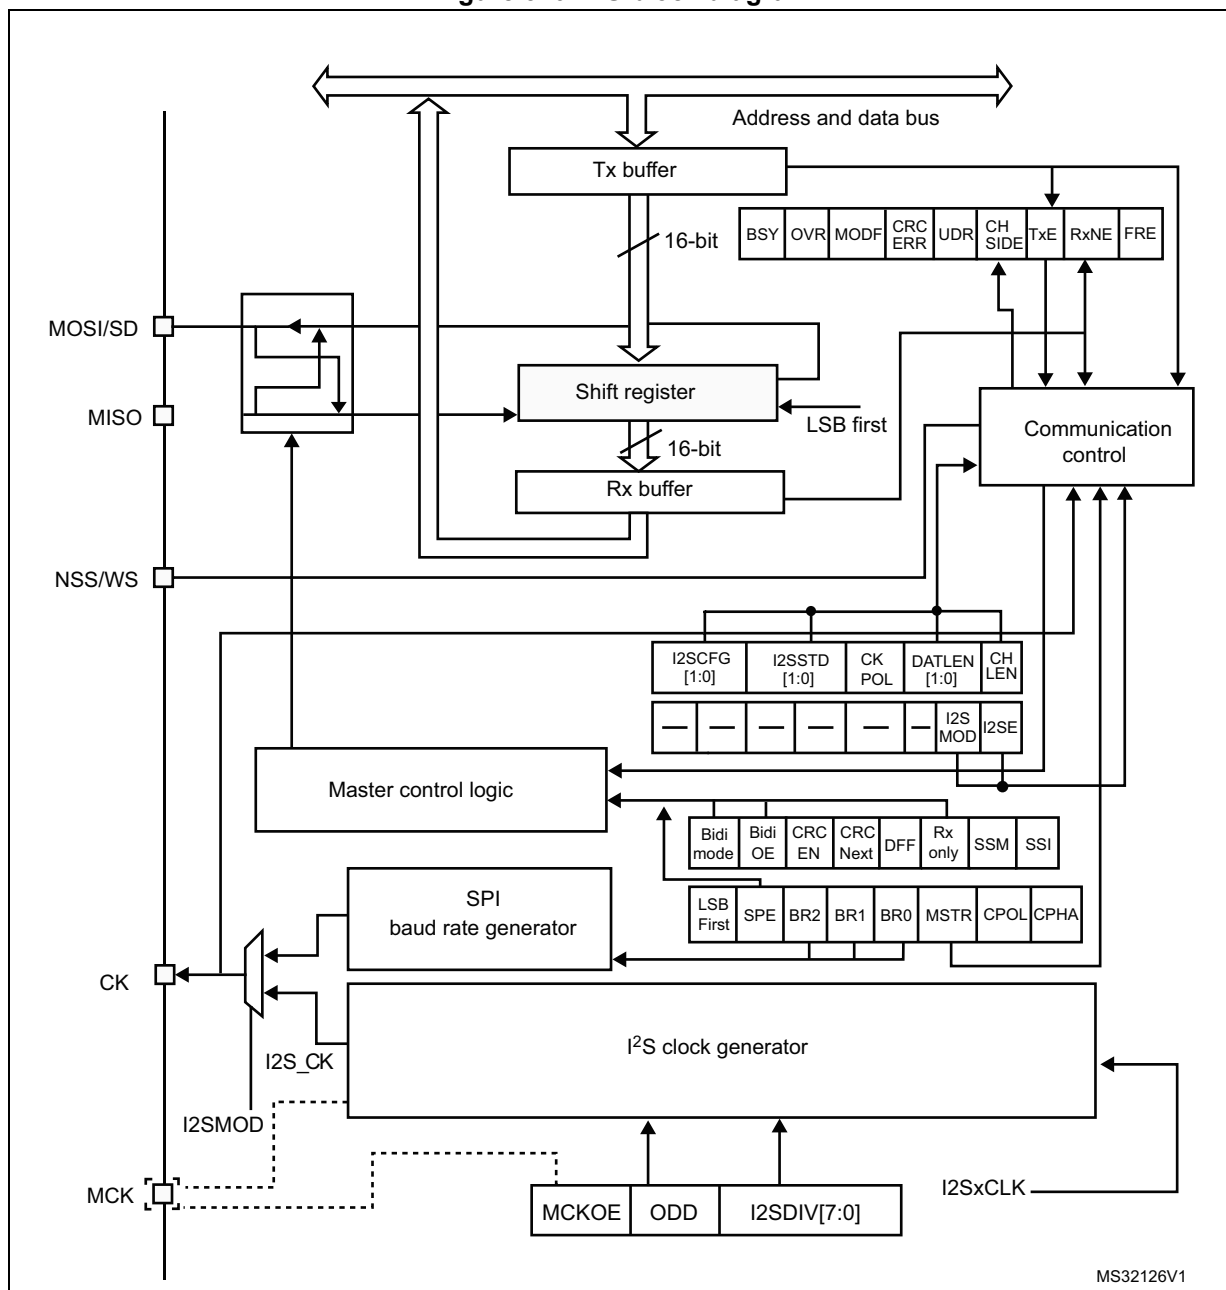 Address and data bus
Tx buffer
16-bit
BSY OVR MODF CRC ERR UDR CH SIDE TxE RxNE FRE
MOSI/SD
MISO
Shift register
LSB first
16-bit
Rx buffer
Communication
control
NSS/WS
I2SCFG [1:0] I2SSTD [1:0] CK POL DATLEN [1:0] CH LEN
— — — — — — I2S MOD I2SE
Master control logic
Bidi mode Bidi OE CRC EN CRC Next DFF Rx only SSM SSI
LSB First SPE BR2 BR1 BR0 MSTR CPOL CPHA
SPI
baud rate generator
CK
I2S_CK
I²S clock generator
I2SMOD
MCK
MCKOE ODD I2SDIV[7:0]
I2SxCLK
MS32126V1